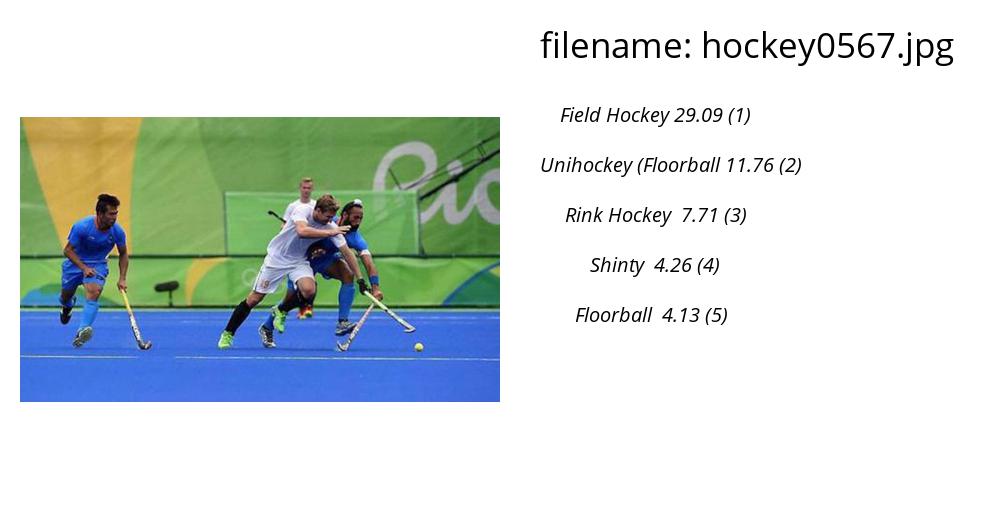 filename: hockey0567.jpg
Field Hockey 29.09 (1)
Unihockey (Floorball 11.76 (2)
Rink Hockey 7.71 (3)
Shinty 4.26 (4)
Floorball 4.13 (5)
Rio